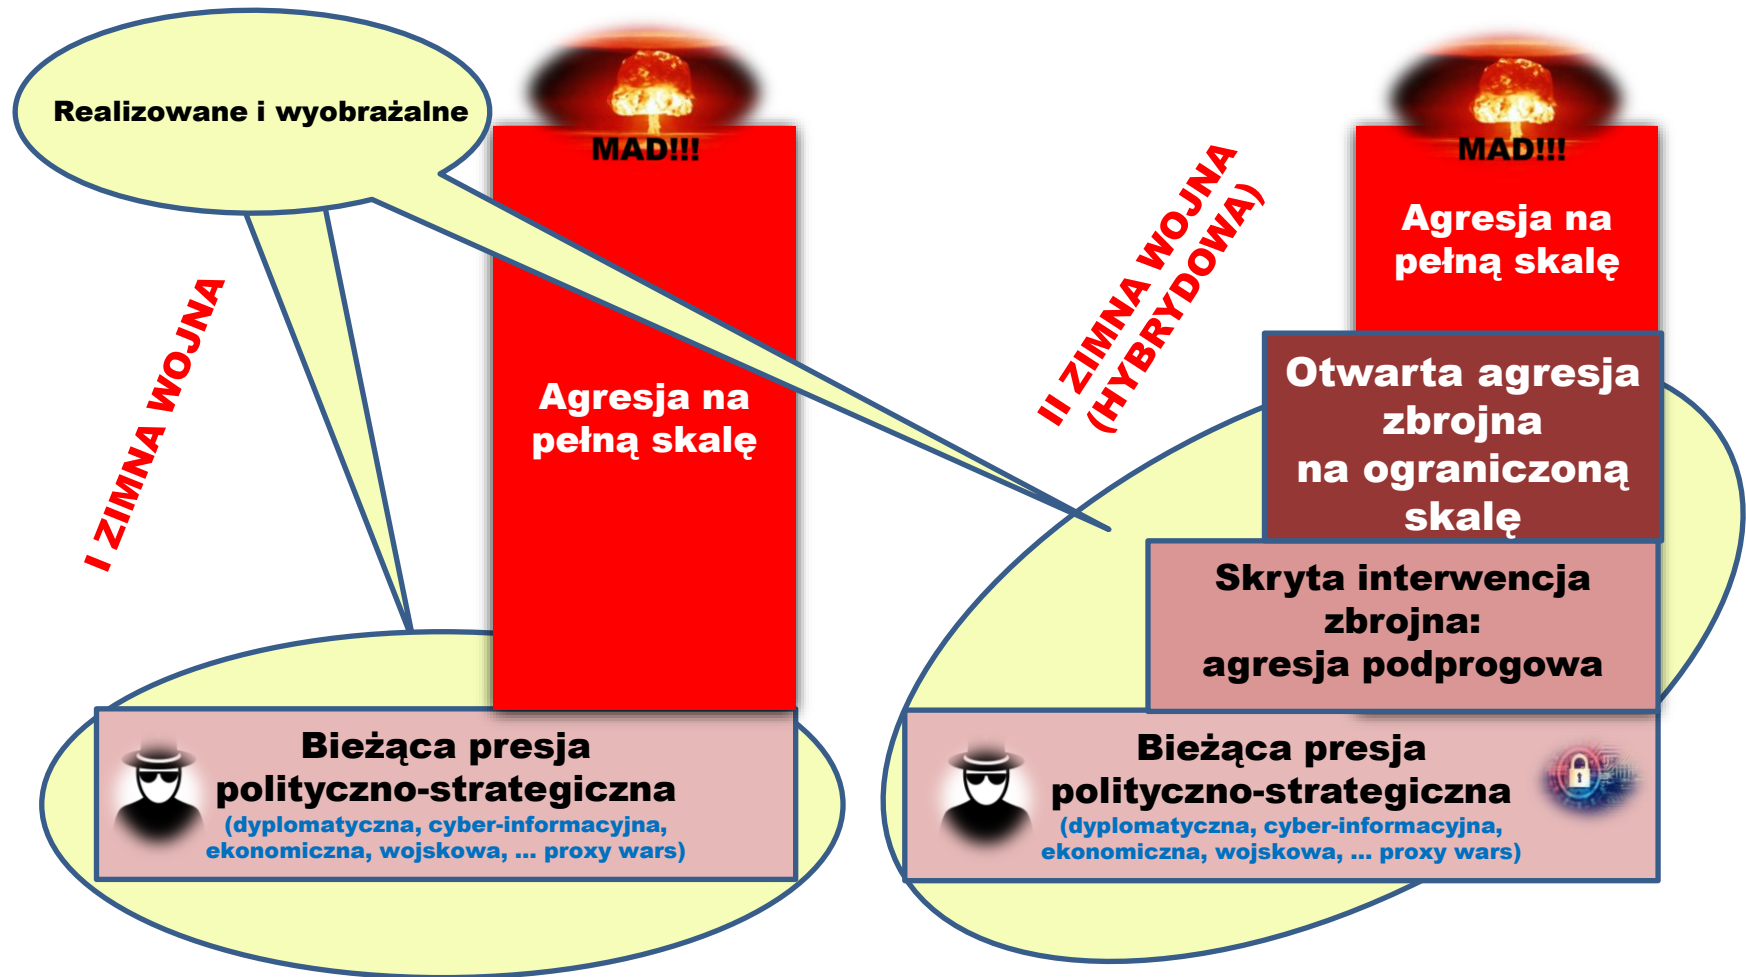 Realizowane i wyobrażalne
I ZIMNA WOJNA
MAD!!!
Agresja na
pełną skalę
Bieżąca presja
polityczno-strategiczna
(dyplomatyczna, cyber-informacyjna,
ekonomiczna, wojskowa, ... proxy wars)
II ZIMNA WOJNA
(HYBRYDOWA)
MAD!!!
Agresja na
pełną skalę
Otwarta agresja
zbrojna
na ograniczoną
skalę
Skryta interwencja
zbrojna:
agresja podprogowa
Bieżąca presja
polityczno-strategiczna
(dyplomatyczna, cyber-informacyjna,
ekonomiczna, wojskowa, ... proxy wars)